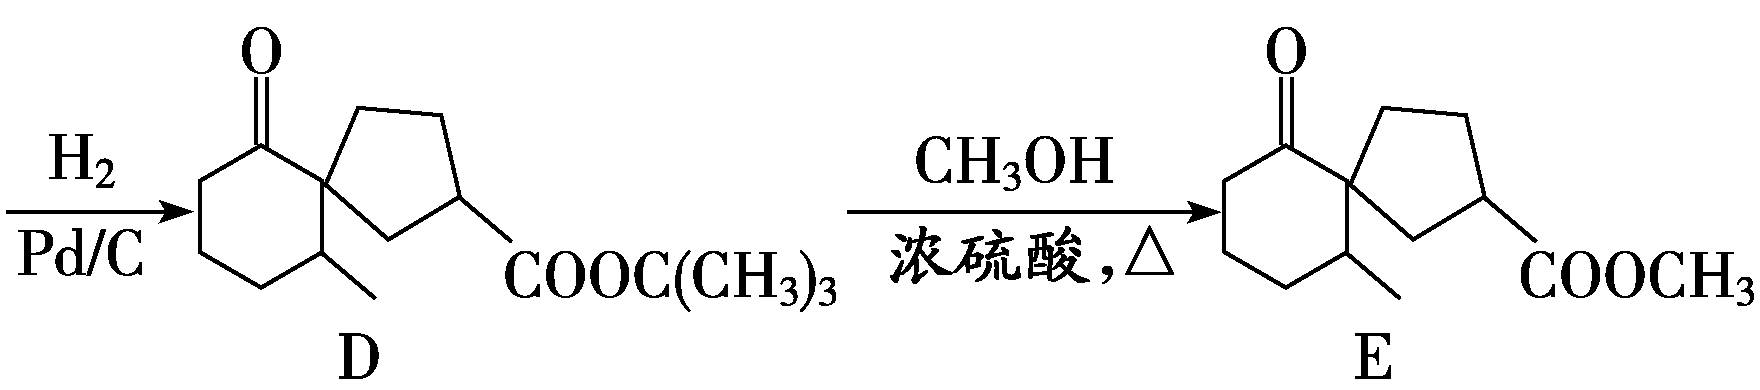 O
H₂
Pd/C
COOC(CH₃)₃
D
CH₃OH
浓硫酸,△
O
COOCH₃
E